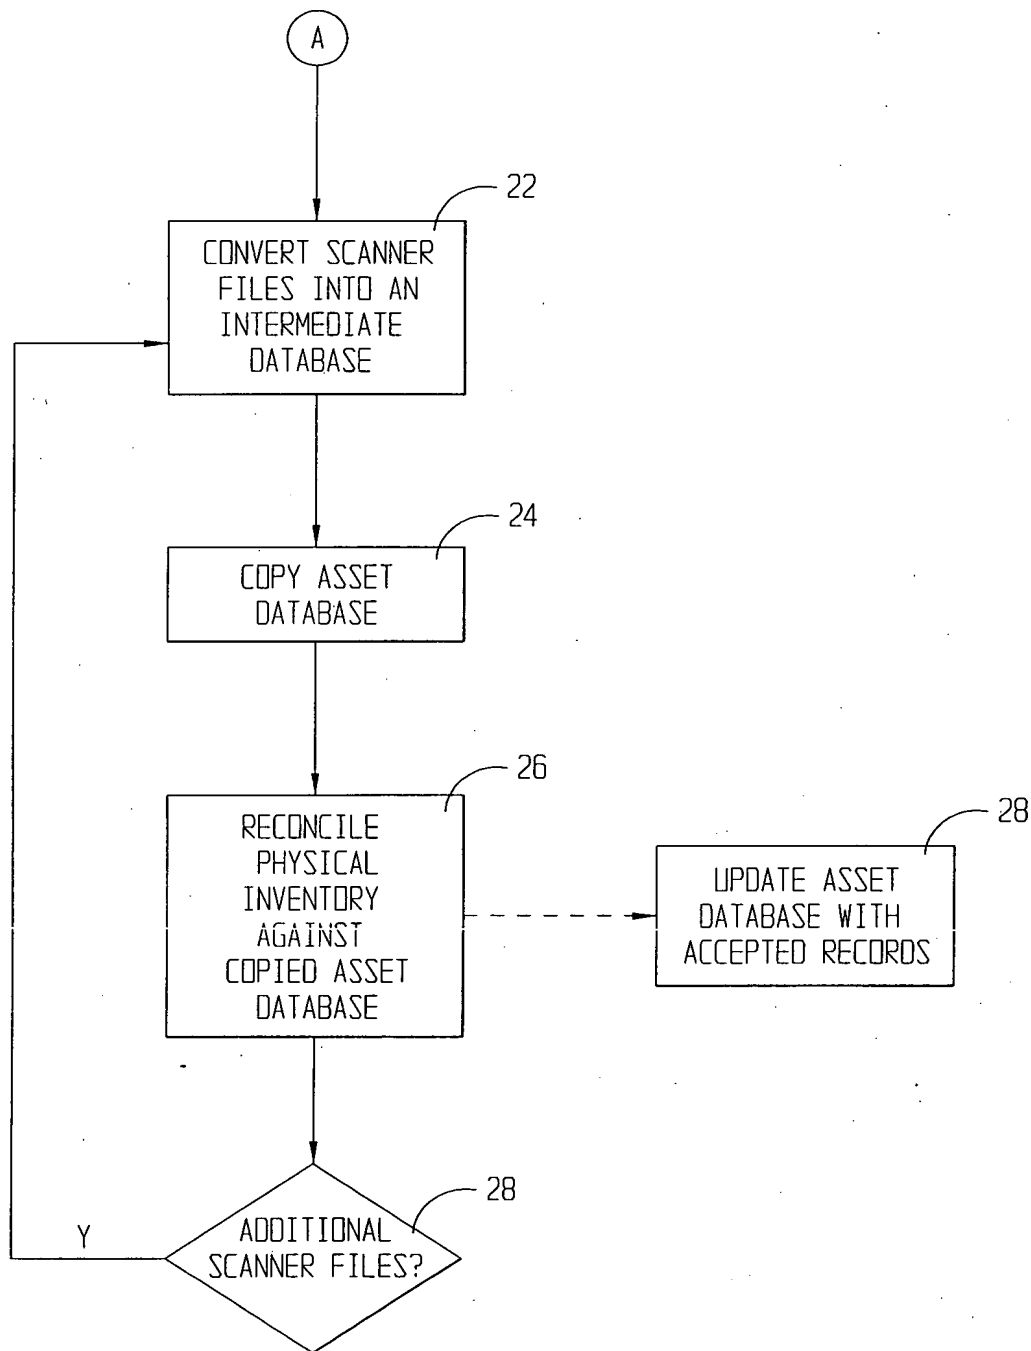 A
22
CONVERT SCANNER
FILES INTO AN
INTERMEDIATE
DATABASE
24
COPY ASSET
DATABASE
26
RECONCILE
PHYSICAL
INVENTORY
AGAINST
COPIED ASSET
DATABASE
28
UPDATE ASSET
DATABASE WITH
ACCEPTED RECORDS
28
ADDITIONAL
SCANNER FILES?
Y